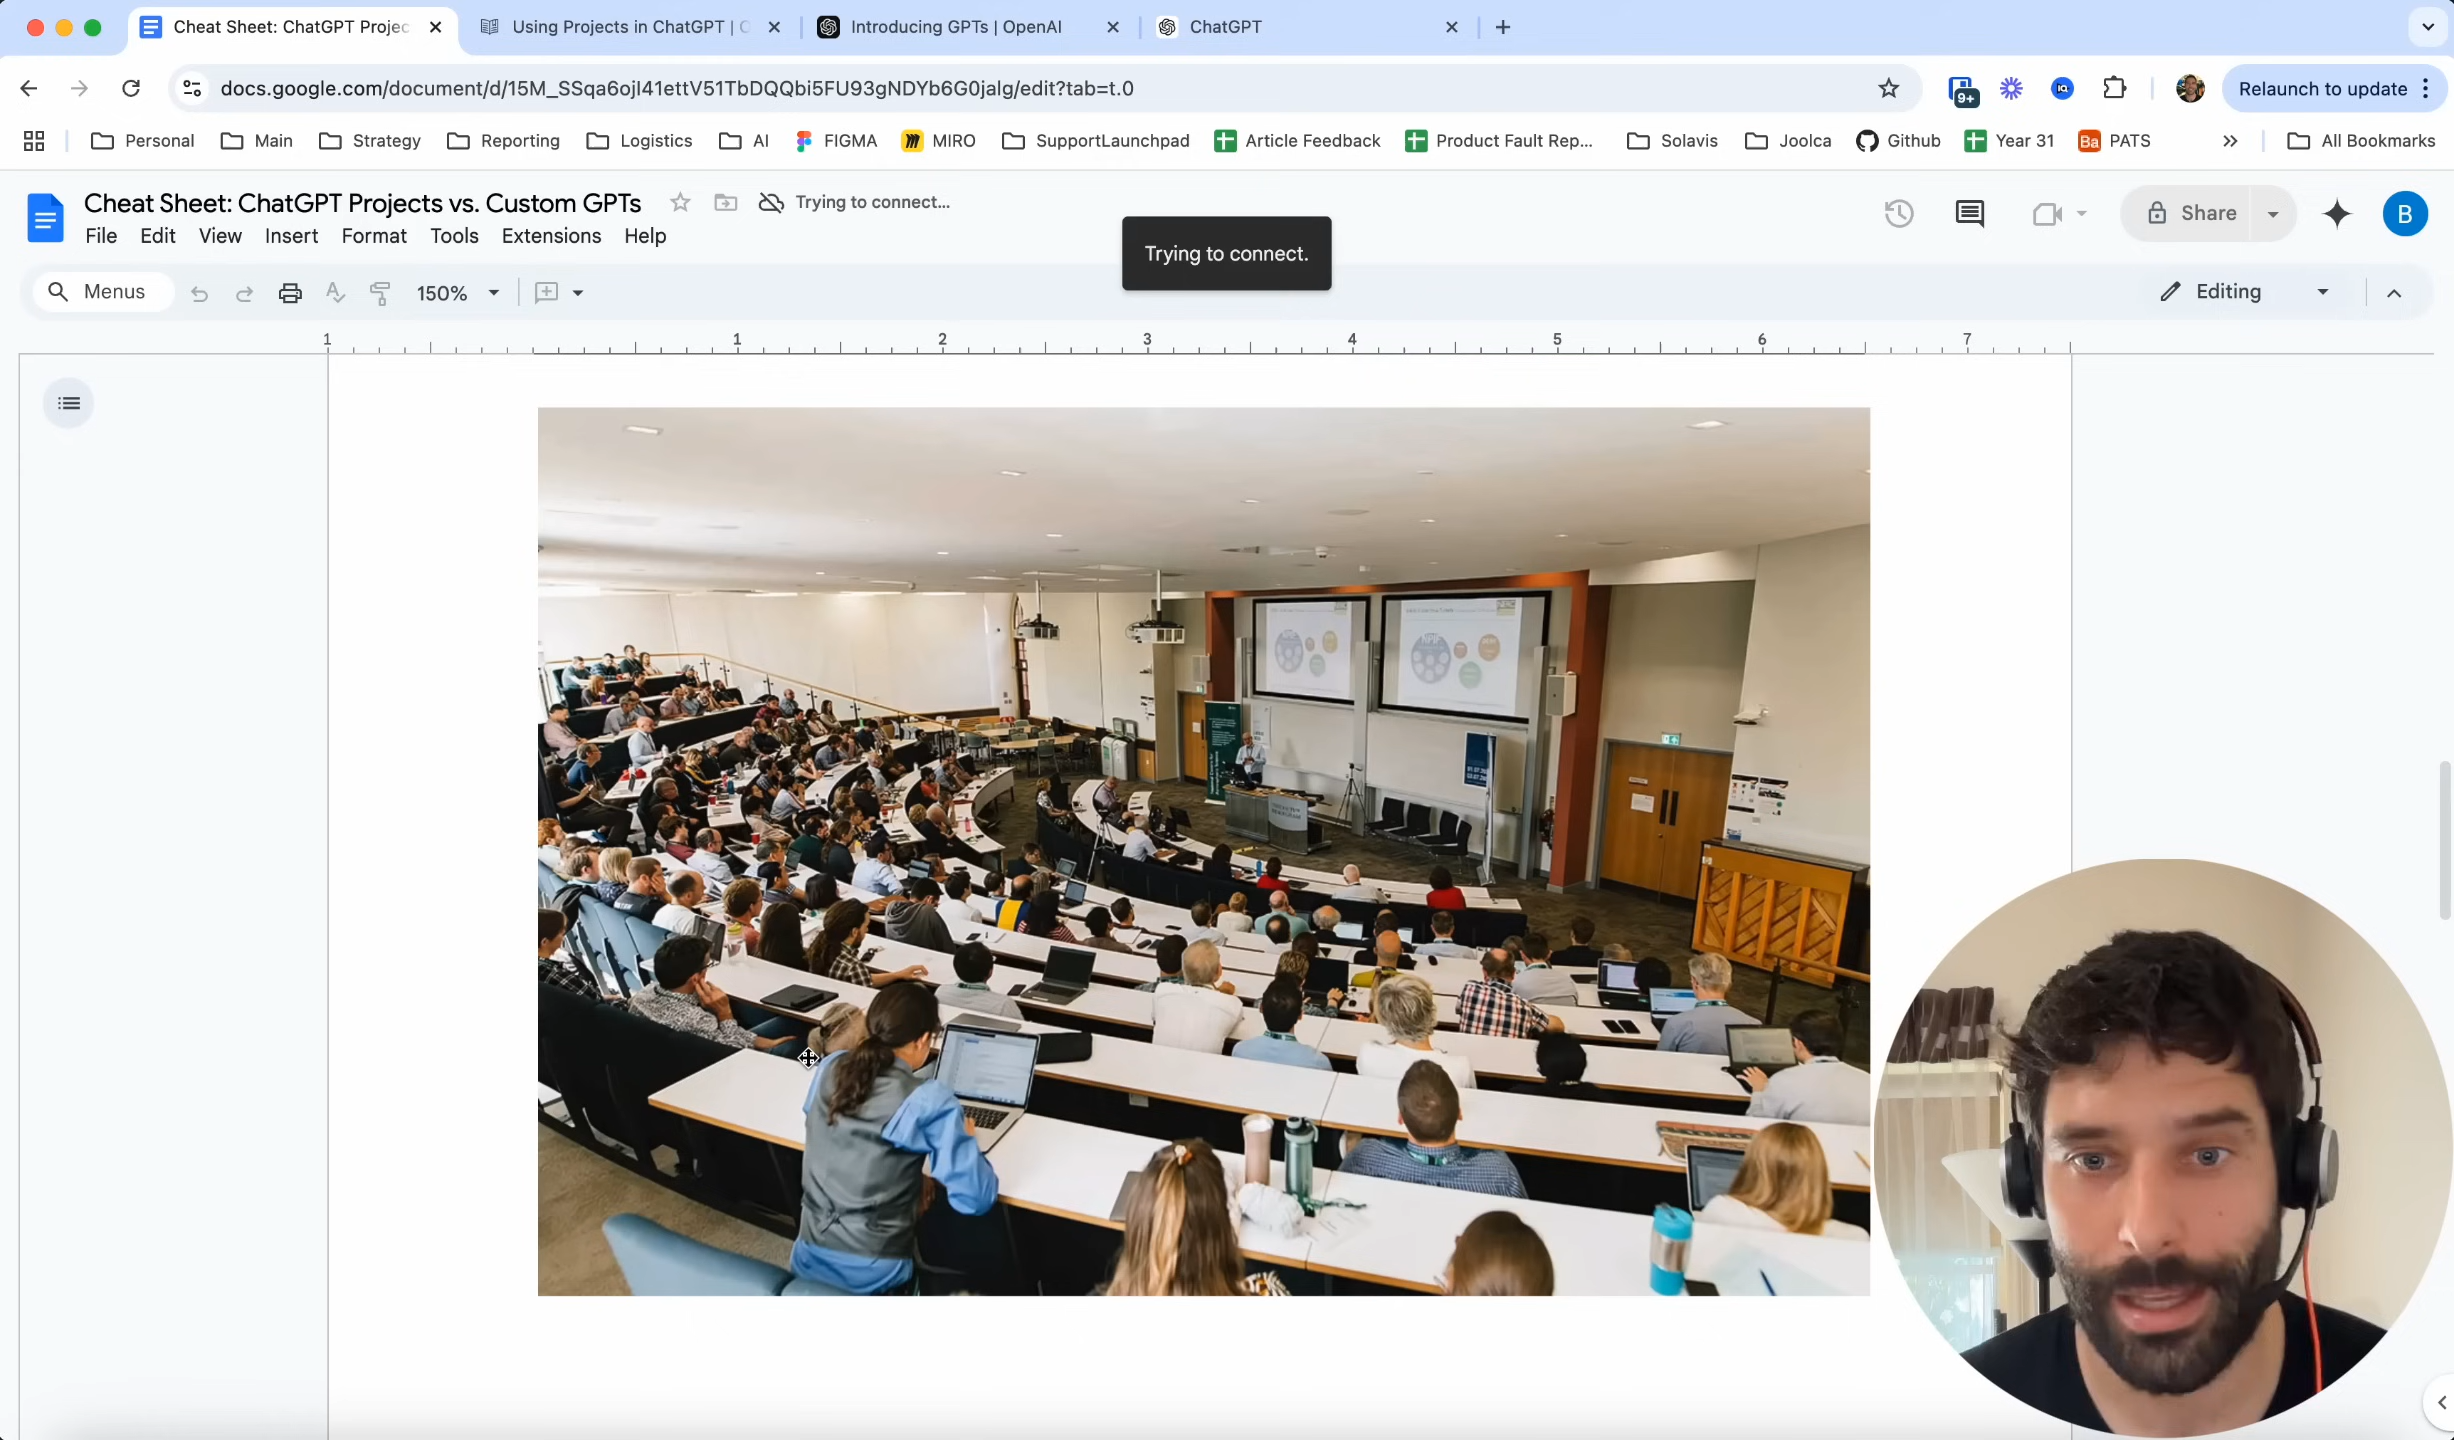 Cheat Sheet: ChatGPT Projec
Using Projects in ChatGPT | O
Introducing GPTs | OpenAI
ChatGPT
docs.google.com/document/d/15M_SSqa6ojI41ettV51TbDQQbi5FU93gNDYb6G0jalg/edit?tab=t.0
9+
Relaunch to update
Personal
Main
Strategy
Reporting
Logistics
AI
FIGMA
MIRO
SupportLaunchpad
Article Feedback
Product Fault Rep...
Solavis
Joolca
Github
Year 31
Ba
PATS
All Bookmarks
Cheat Sheet: ChatGPT Projects vs. Custom GPTs
Trying to connect...
Trying to connect.
Share
B
File
Edit
View
Insert
Format
Tools
Extensions
Help
Menus
150%
Editing
1
1
2
3
4
5
6
7